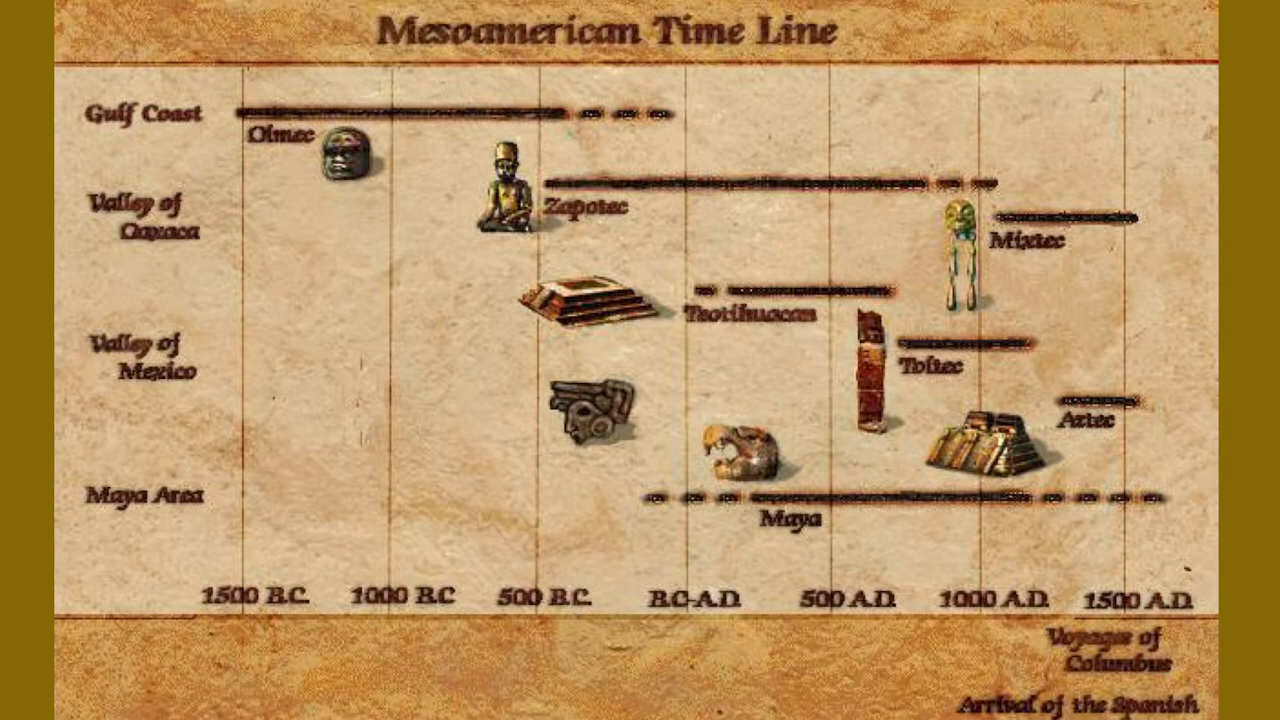 Mesoamerican Time Line
Gulf Coast
Olmec
Valley of
Oaxaca
Zapotec
Mixtec
Teotihuacan
Valley of
Mexico
Toltec
Aztec
Maya Area
Maya
1500 B.C.
1000 B.C
500 B.C.
B.C-A.D.
500 A.D.
1000 A.D.
1500 A.D.
Voyages of
Columbus
Arrival of the Spanish